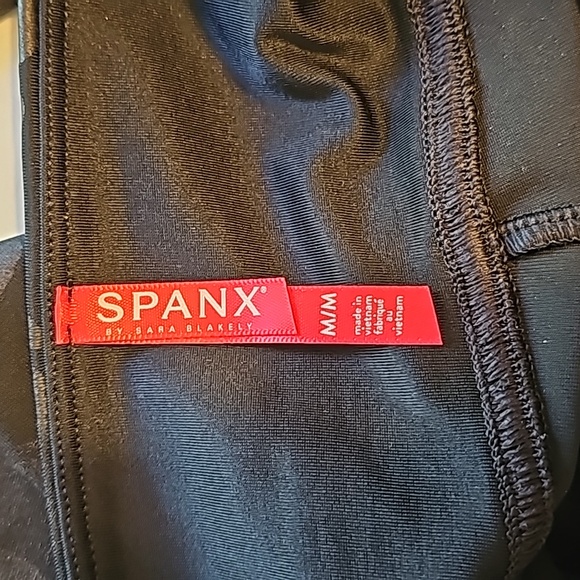 SPANX®
BY SARA BLAKELY
M/M
made in
vietnam
fabriqué
au
vietnam